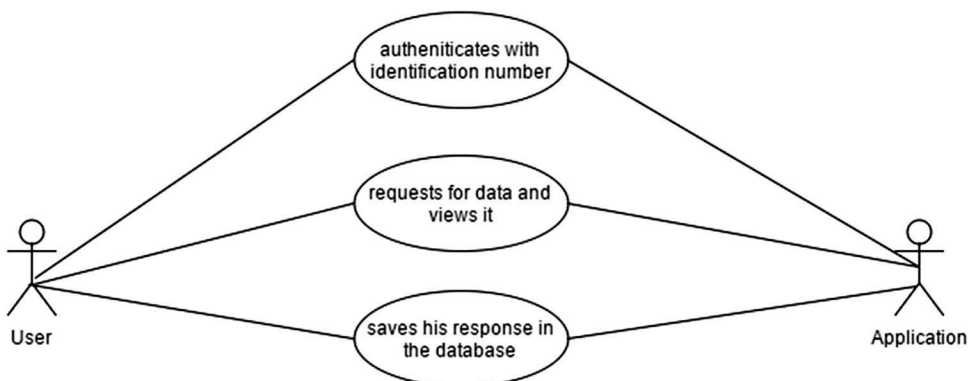 autheniticates with
identification number
requests for data and
views it
User
Application
saves his response in
the database